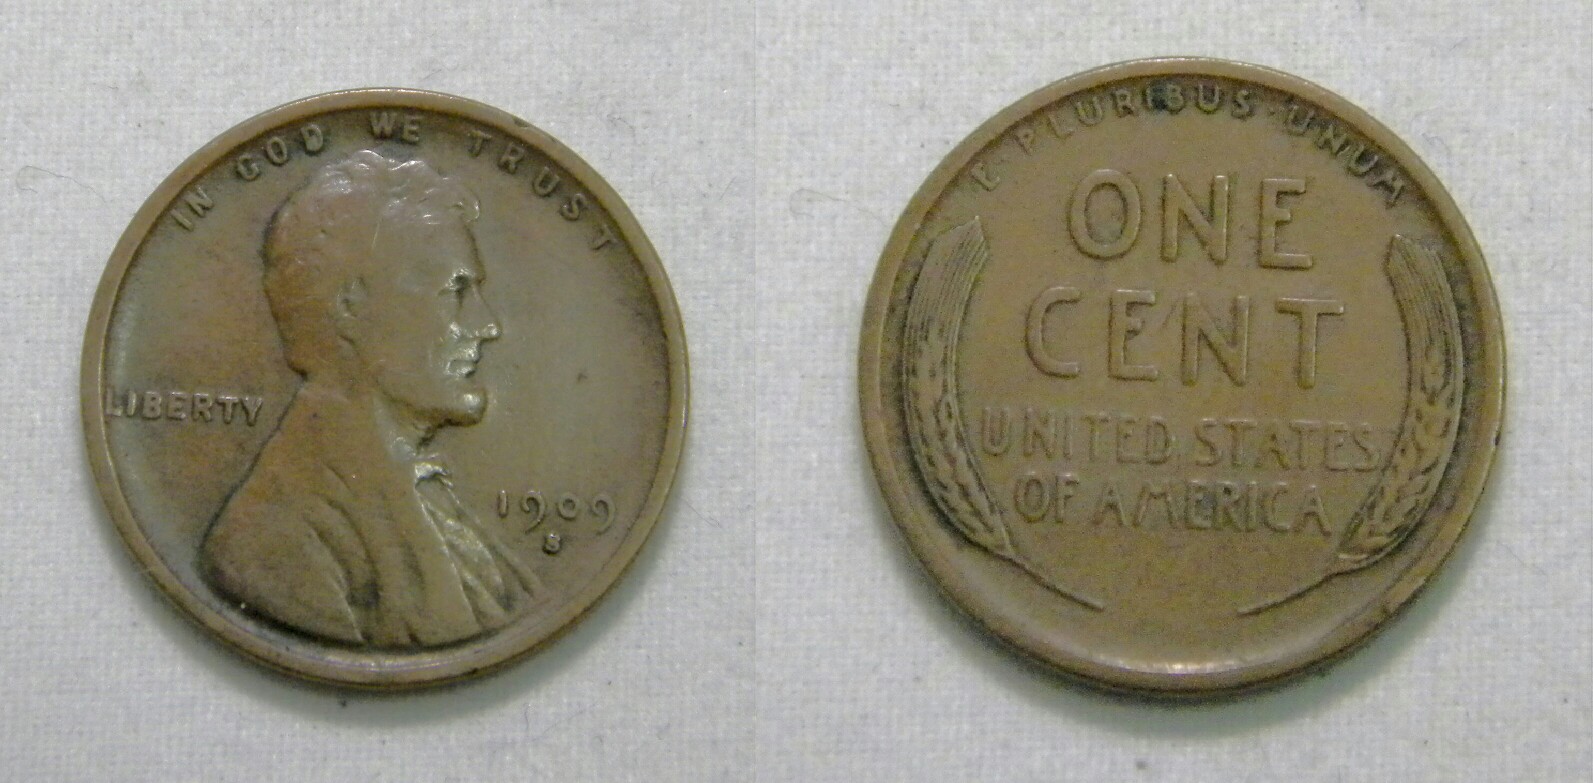 IN GOD WE TRUST
LIBERTY
1909
S
E·PLURIBUS·UNUM
ONE
CENT
UNITED STATES
OF AMERICA